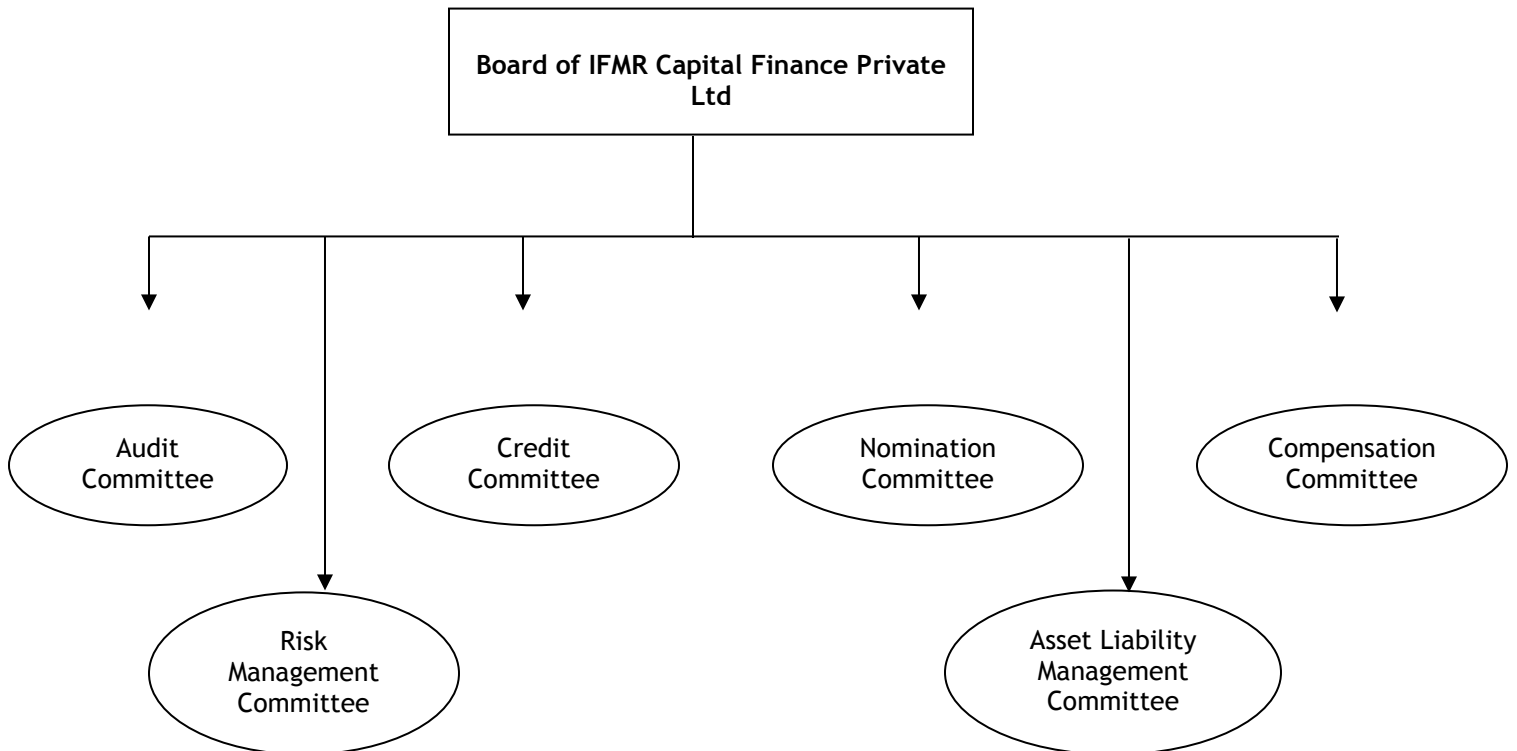 Board of IFMR Capital Finance Private
Ltd
Audit
Committee
Credit
Committee
Nomination
Committee
Compensation
Committee
Risk
Management
Committee
Asset Liability
Management
Committee